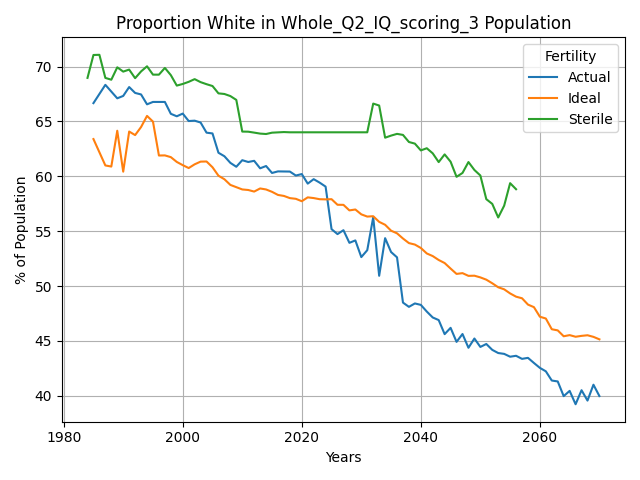 Proportion White in Whole_Q2_IQ_scoring_3 Population
Fertility
Actual
Ideal
Sterile
% of Population
70
65
60
55
50
45
40
1980
2000
2020
2040
2060
Years